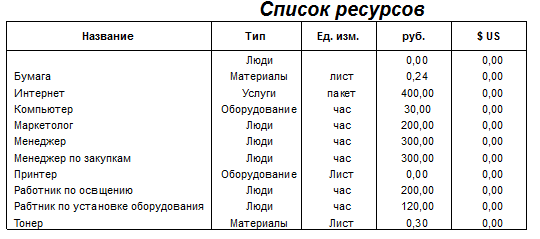 Список ресурсов
Название Тип Ед. изм. руб. $ US
Люди 0,00 0,00
Бумага Материалы лист 0,24 0,00
Интернет Услуги пакет 400,00 0,00
Компьютер Оборудование час 30,00 0,00
Маркетолог Люди час 200,00 0,00
Менеджер Люди час 300,00 0,00
Менеджер по закупкам Люди час 300,00 0,00
Принтер Оборудование Лист 0,00 0,00
Работник по освщению Люди час 200,00 0,00
Рабтник по установке оборудования Люди час 120,00 0,00
Тонер Материалы Лист 0,30 0,00